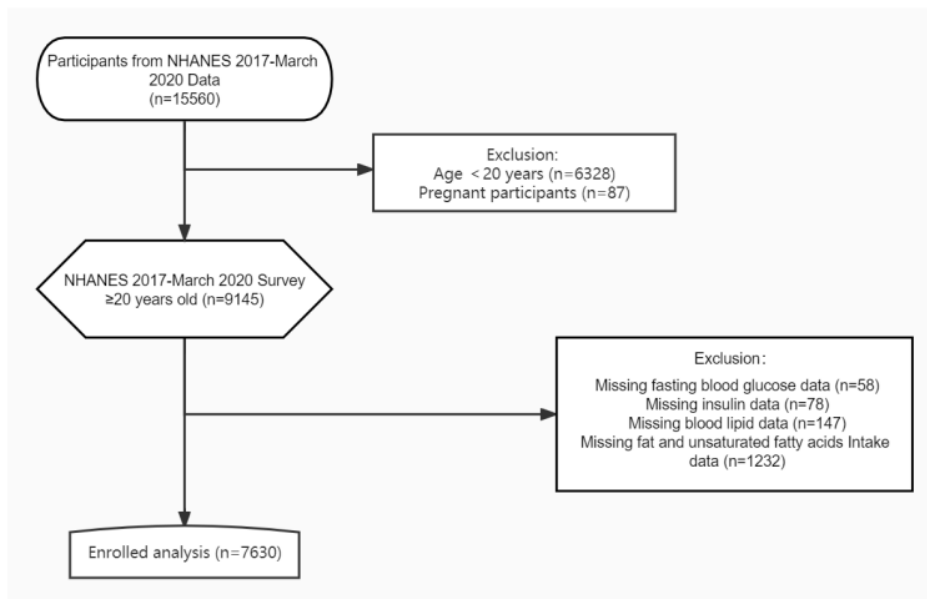 Participants from NHANES 2017-March
2020 Data
(n=15560)
Exclusion:
Age <20 years (n=6328)
Pregnant participants (n=87)
NHANES 2017-March 2020 Survey
≥20 years old (n=9145)
Exclusion:
Missing fasting blood glucose data (n=58)
Missing insulin data (n=78)
Missing blood lipid data (n=147)
Missing fat and unsaturated fatty acids Intake
data (n=1232)
Enrolled analysis (n=7630)